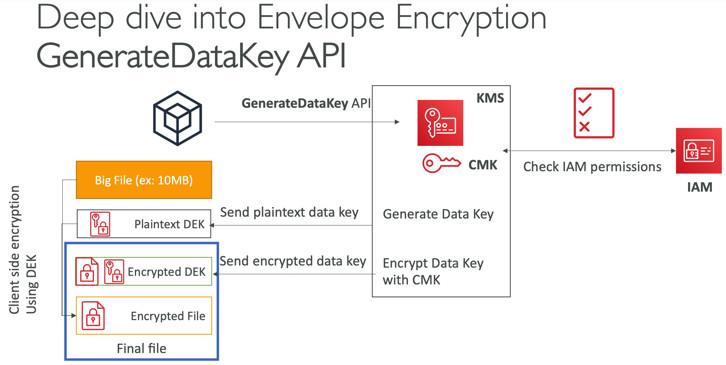 Deep dive into Envelope Encryption
GenerateDataKey API
GenerateDataKey API
KMS
CMK
Check IAM permissions
IAM
Big File (ex: 10MB)
Client side encryption
Using DEK
Plaintext DEK
Send plaintext data key
Generate Data Key
Encrypted DEK
Send encrypted data key
Encrypt Data Key
with CMK
Encrypted File
Final file